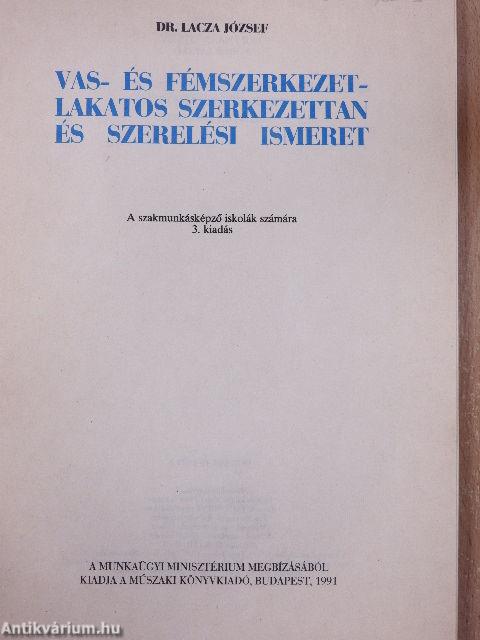 DR. LACZA JÓZSEF
VAS- ÉS FÉMSZERKEZET-
LAKATOS SZERKEZETTAN
ÉS SZERELÉSI ISMERET
A szakmunkásképző iskolák számára
3. kiadás
A MUNKAÜGYI MINISZTÉRIUM MEGBÍZÁSÁBÓL
KIADJA A MŰSZAKI KÖNYVKIADÓ, BUDAPEST, 1991
Antikvárium.hu